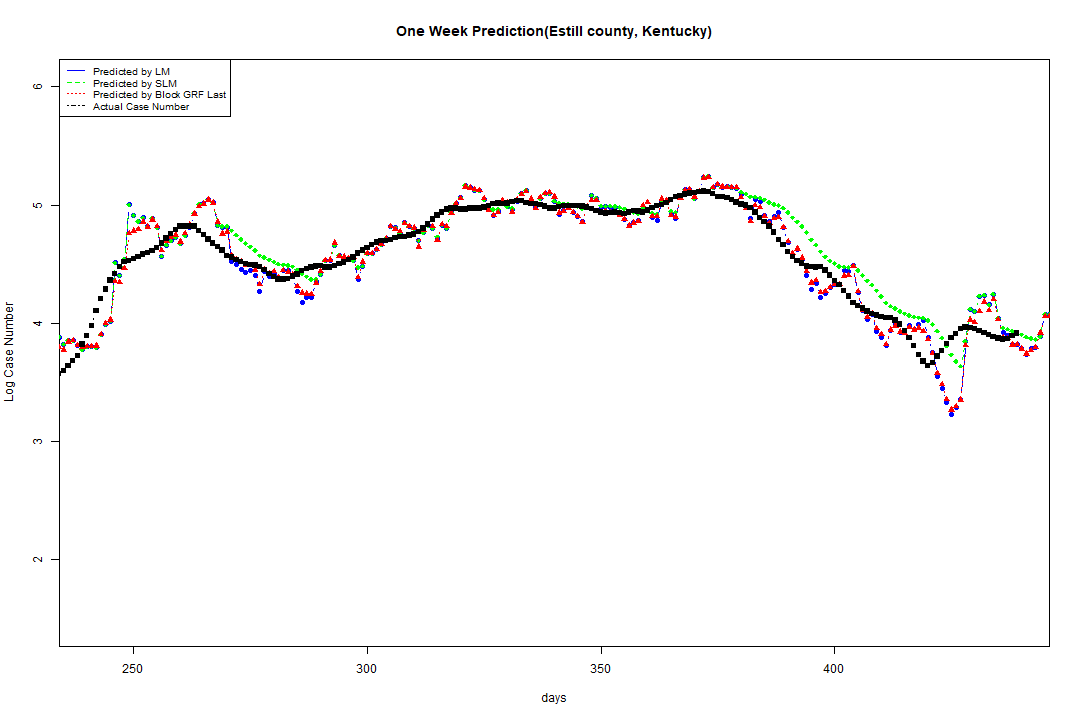 One Week Prediction(Estill county, Kentucky)
Predicted by LM
Predicted by SLM
Predicted by Block GRF Last
Actual Case Number
6
5
4
3
2
Log Case Number
250
300
350
400
days